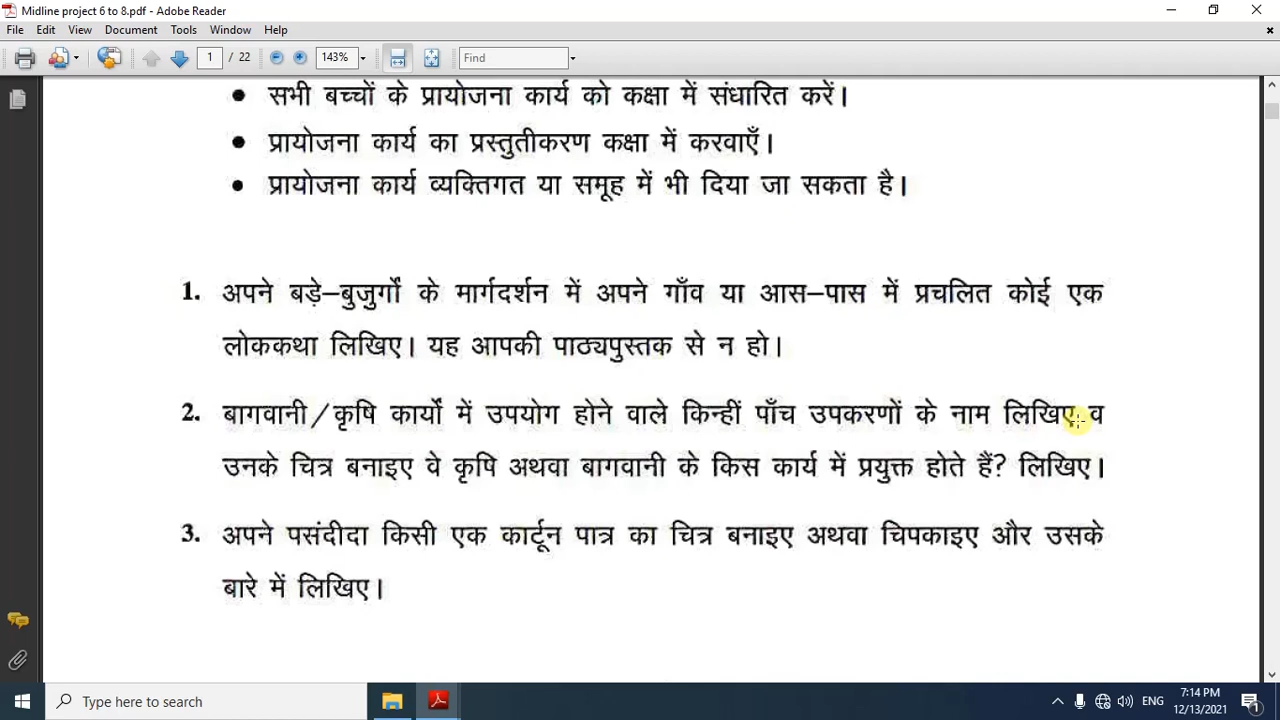 Midline project 6 to 8.pdf - Adobe Reader
File Edit View Document Tools Window Help
1 / 22 143% Find
• सभी बच्चों के प्रायोजना कार्य को कक्षा में संधारित करें।
• प्रायोजना कार्य का प्रस्तुतीकरण कक्षा में करवाएँ।
• प्रायोजना कार्य व्यक्तिगत या समूह में भी दिया जा सकता है।
1. अपने बड़े–बुजुर्गों के मार्गदर्शन में अपने गाँव या आस–पास में प्रचलित कोई एक
लोककथा लिखिए। यह आपकी पाठ्यपुस्तक से न हो।
2. बागवानी/कृषि कार्यों में उपयोग होने वाले किन्हीं पाँच उपकरणों के नाम लिखिए व
उनके चित्र बनाइए वे कृषि अथवा बागवानी के किस कार्य में प्रयुक्त होते हैं? लिखिए।
3. अपने पसंदीदा किसी एक कार्टून पात्र का चित्र बनाइए अथवा चिपकाइए और उसके
बारे में लिखिए।
Type here to search
ENG
7:14 PM
12/13/2021
1